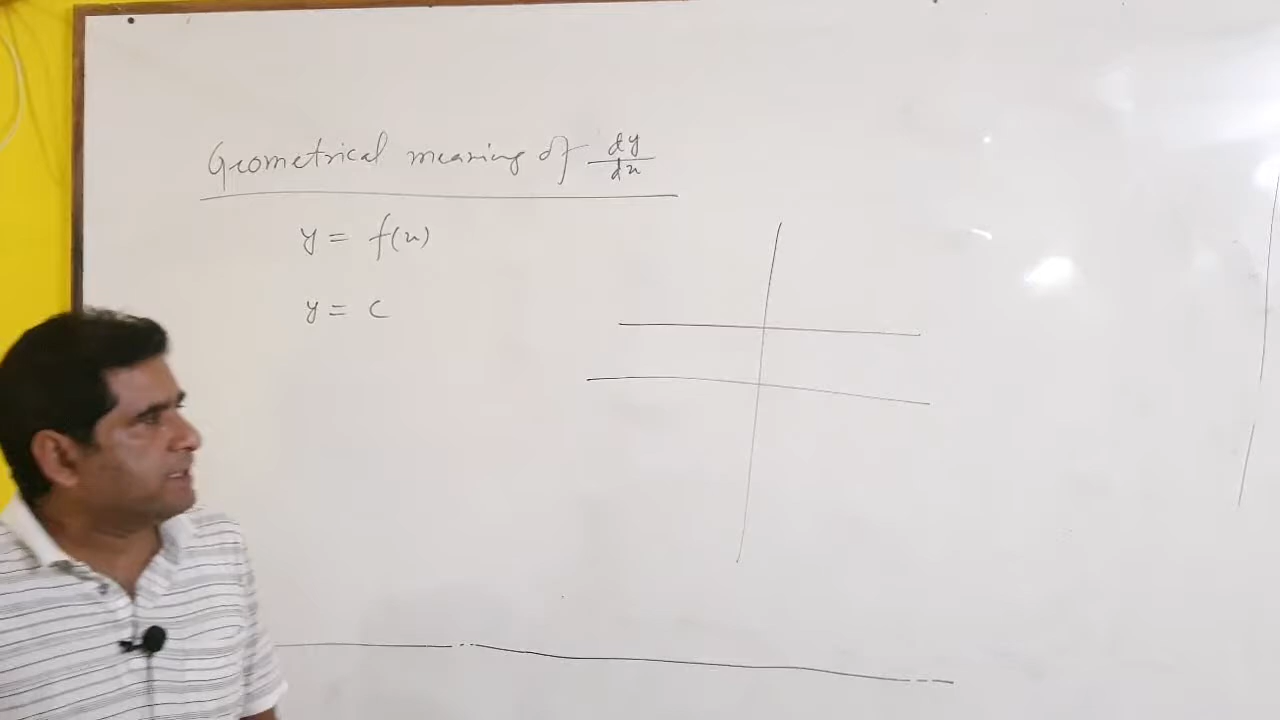 Geometrical meaning of dy/dx
y = f(x)
y = c